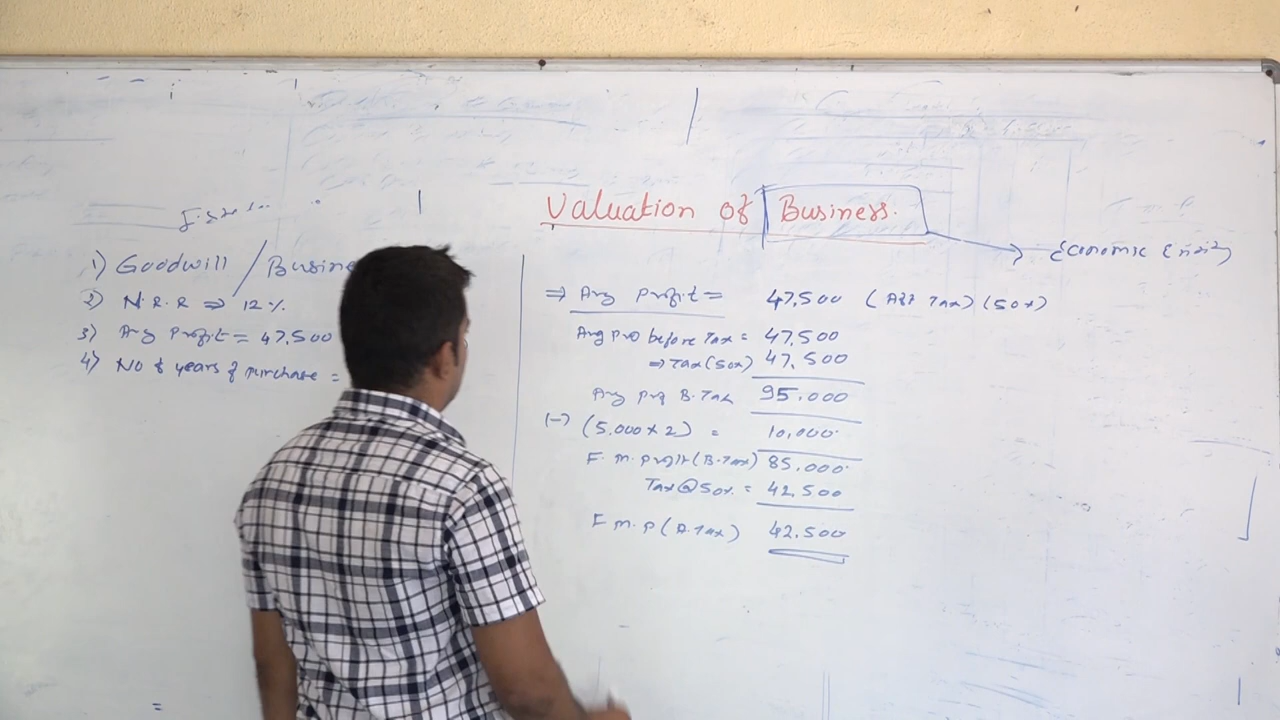 Valuation of Business.
1) Goodwill / Busine
2) N.R.R ⇒ 12%
3) Avg Profit = 47,500
4) No of years of purchase =
⇒ Avg Profit = 47,500 (Aft Tax) (50%)
Avg pro before Tax = 47,500
⇒ Tax (50%) 47,500
Avg prof B.Tax 95,000
(-) (5,000 x 2) = 10,000
F.m.profit (B.Tax) 85,000
Tax @ 50% = 42,500
F.m.p (A.Tax) 42,500